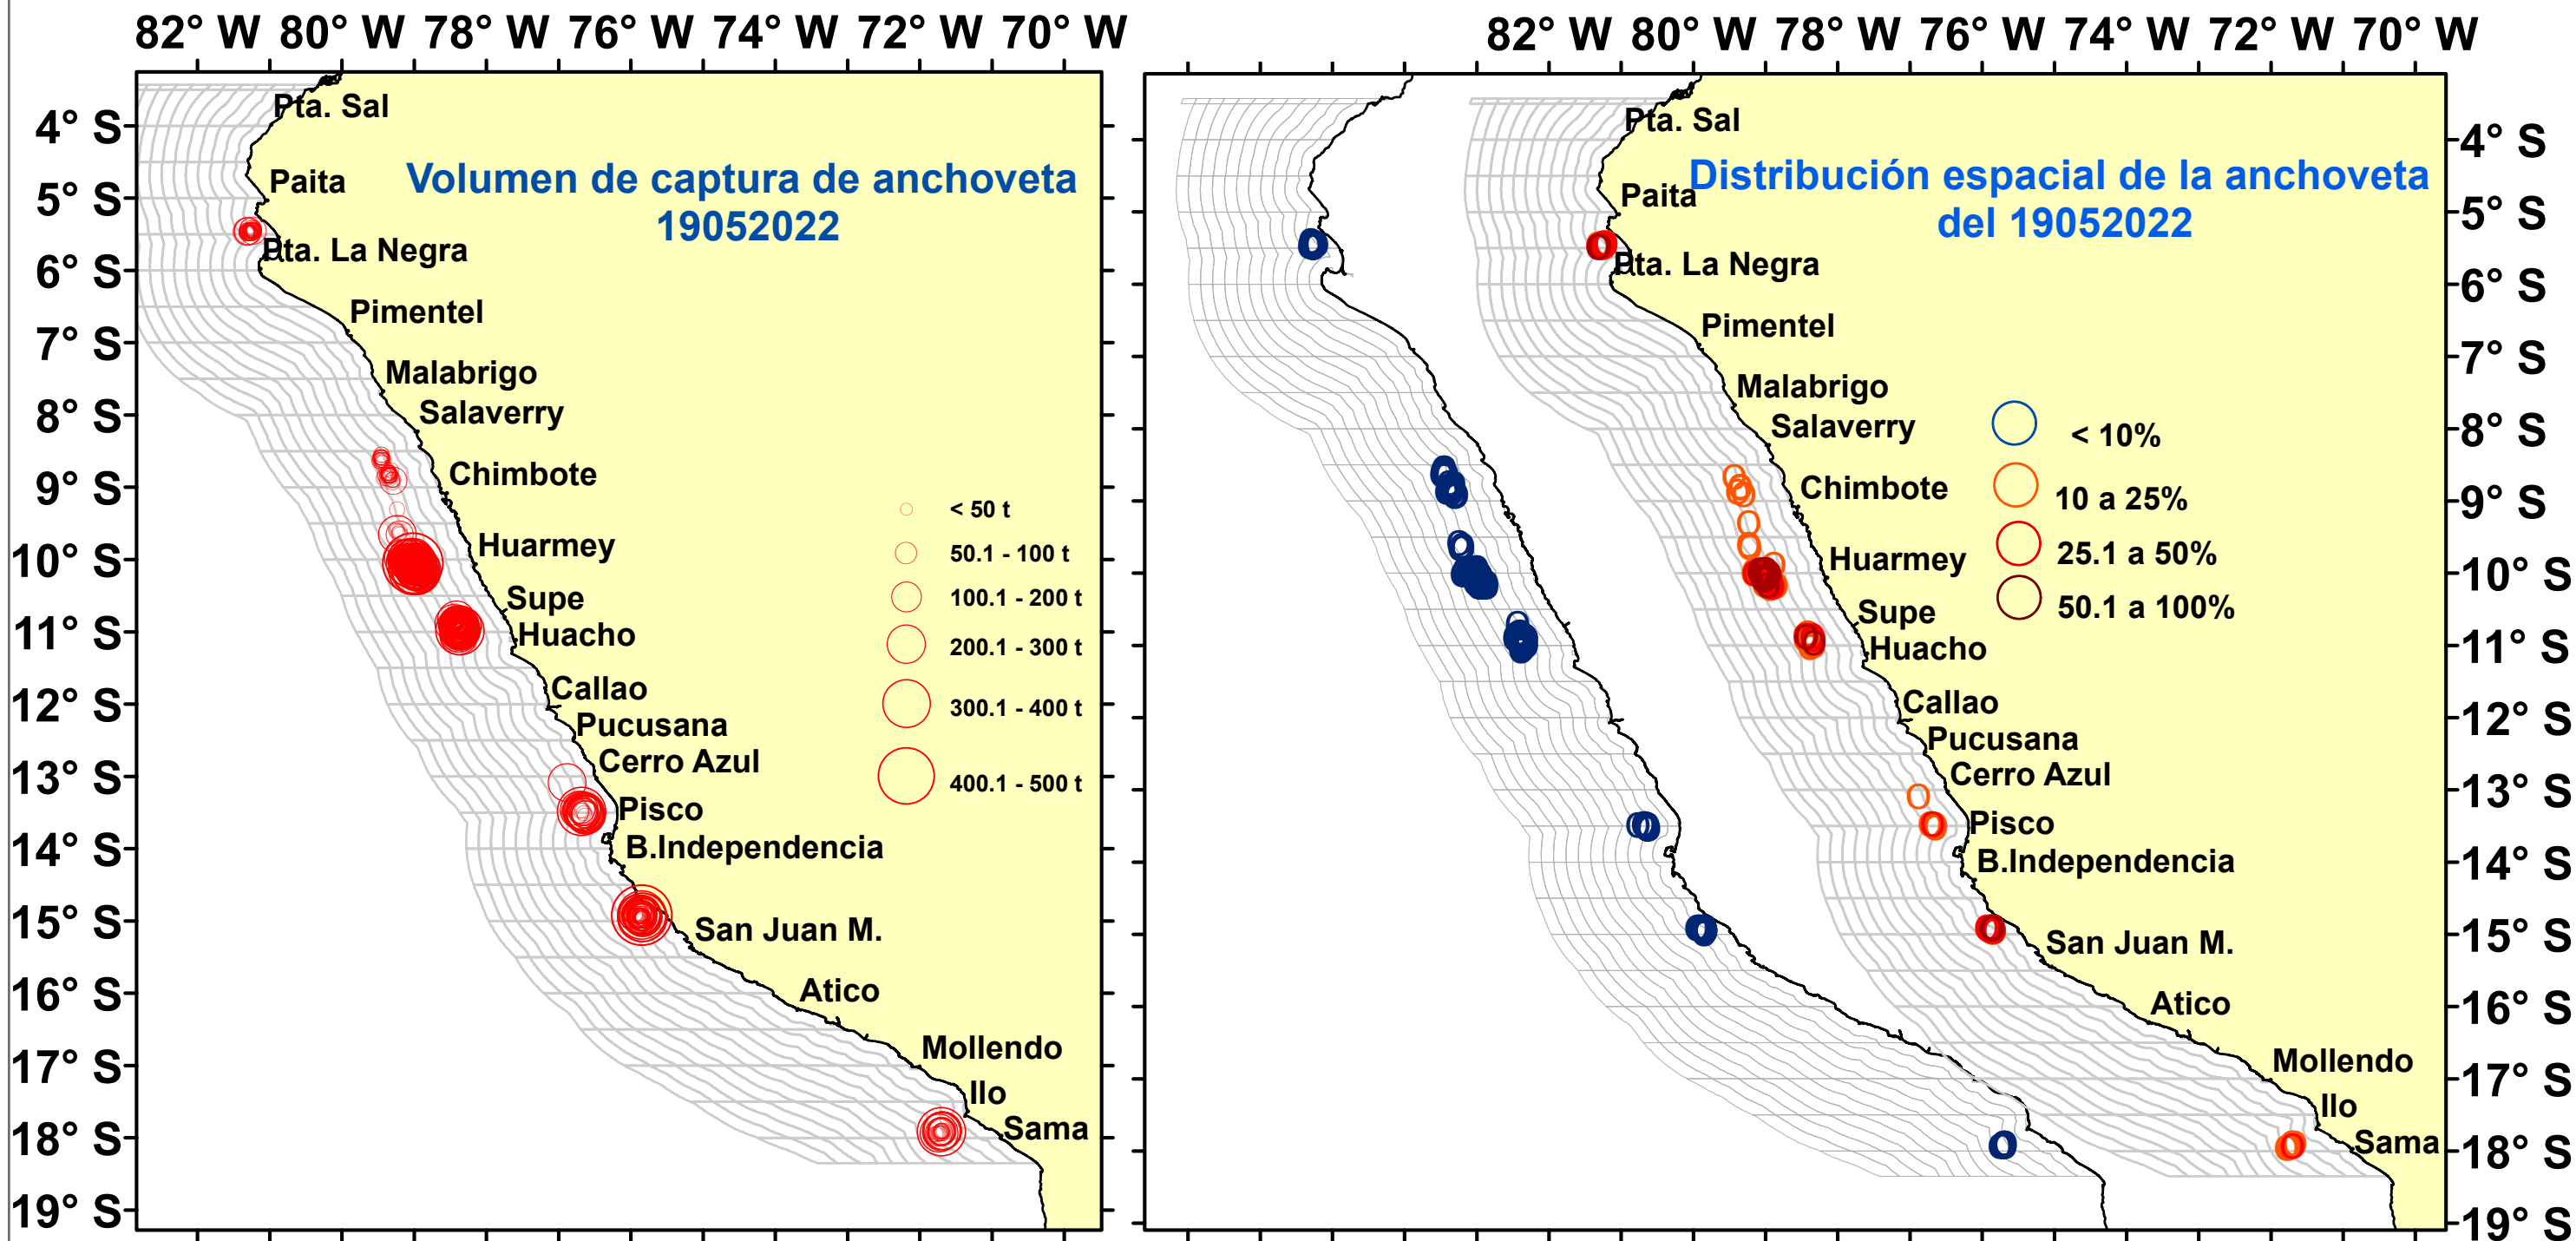 82° W 80° W 78° W 76° W 74° W 72° W 70° W
Pta. Sal
4° S
Volumen de captura de anchoveta
19052022
Paita
5° S
Pta. La Negra
6° S
Pimentel
7° S
Malabrigo
8° S
Salaverry
Chimbote
9° S
< 50 t
Huarmey
50.1 - 100 t
10° S
Supe
100.1 - 200 t
11° S
Huacho
200.1 - 300 t
Callao
12° S
300.1 - 400 t
Pucusana
Cerro Azul
13° S
400.1 - 500 t
Pisco
14° S
B.Independencia
15° S
San Juan M.
16° S
Atico
Mollendo
17° S
Ilo
18° S
Sama
19° S
82° W 80° W 78° W 76° W 74° W 72° W 70° W
Pta. Sal
4° S
Distribución espacial de la anchoveta
del 19052022
Paita
5° S
Pta. La Negra
6° S
Pimentel
7° S
Malabrigo
Salaverry
8° S
< 10%
Chimbote
9° S
10 a 25%
Huarmey
25.1 a 50%
10° S
Supe
50.1 a 100%
Huacho
11° S
Callao
12° S
Pucusana
Cerro Azul
13° S
Pisco
B.Independencia
14° S
San Juan M.
15° S
Atico
16° S
Mollendo
17° S
Ilo
Sama
18° S
19° S